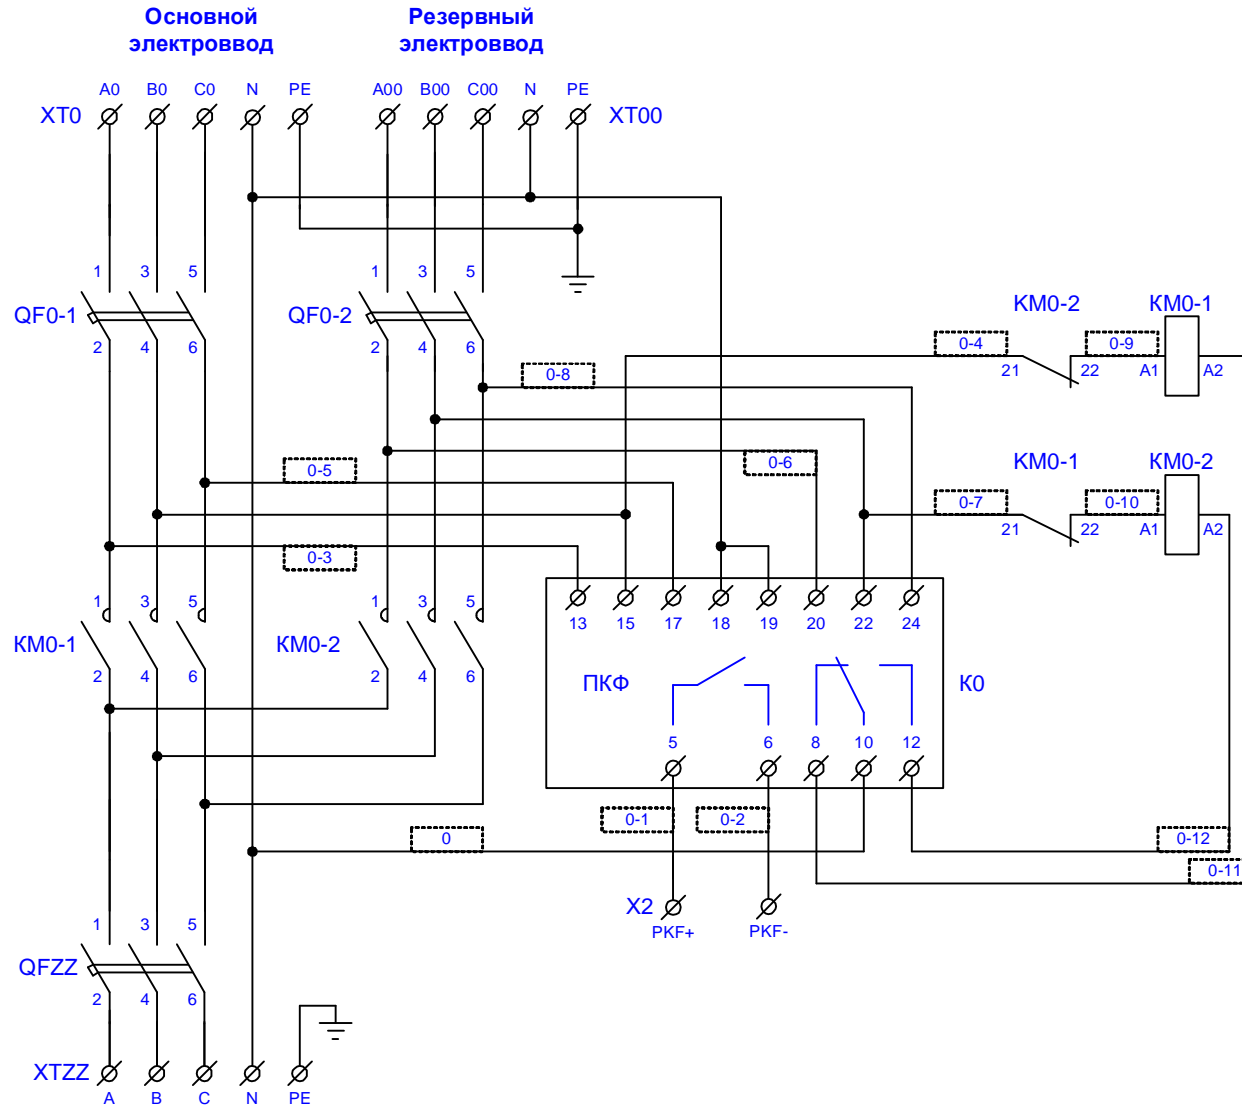 Основной
электроввод
Резервный
электроввод
A0 B0 C0 N PE A00 B00 C00 N PE
XT0 XT00
1 3 5 1 3 5
QF0-1 QF0-2
2 4 6 2 4 6
KM0-2 KM0-1
0-4 0-9
21 22 A1 A2
0-8
0-5 0-6
KM0-1 KM0-2
0-7 0-10
21 22 A1 A2
0-3
1 3 5 1 3 5
13 15 17 18 19 20 22 24
KM0-1 KM0-2
2 4 6 2 4 6
ПКФ K0
5 6 8 10 12
0-1 0-2
0 0-12
0-11
X2
PKF+ PKF-
1 3 5
QFZZ
2 4 6
XTZZ
A B C N PE